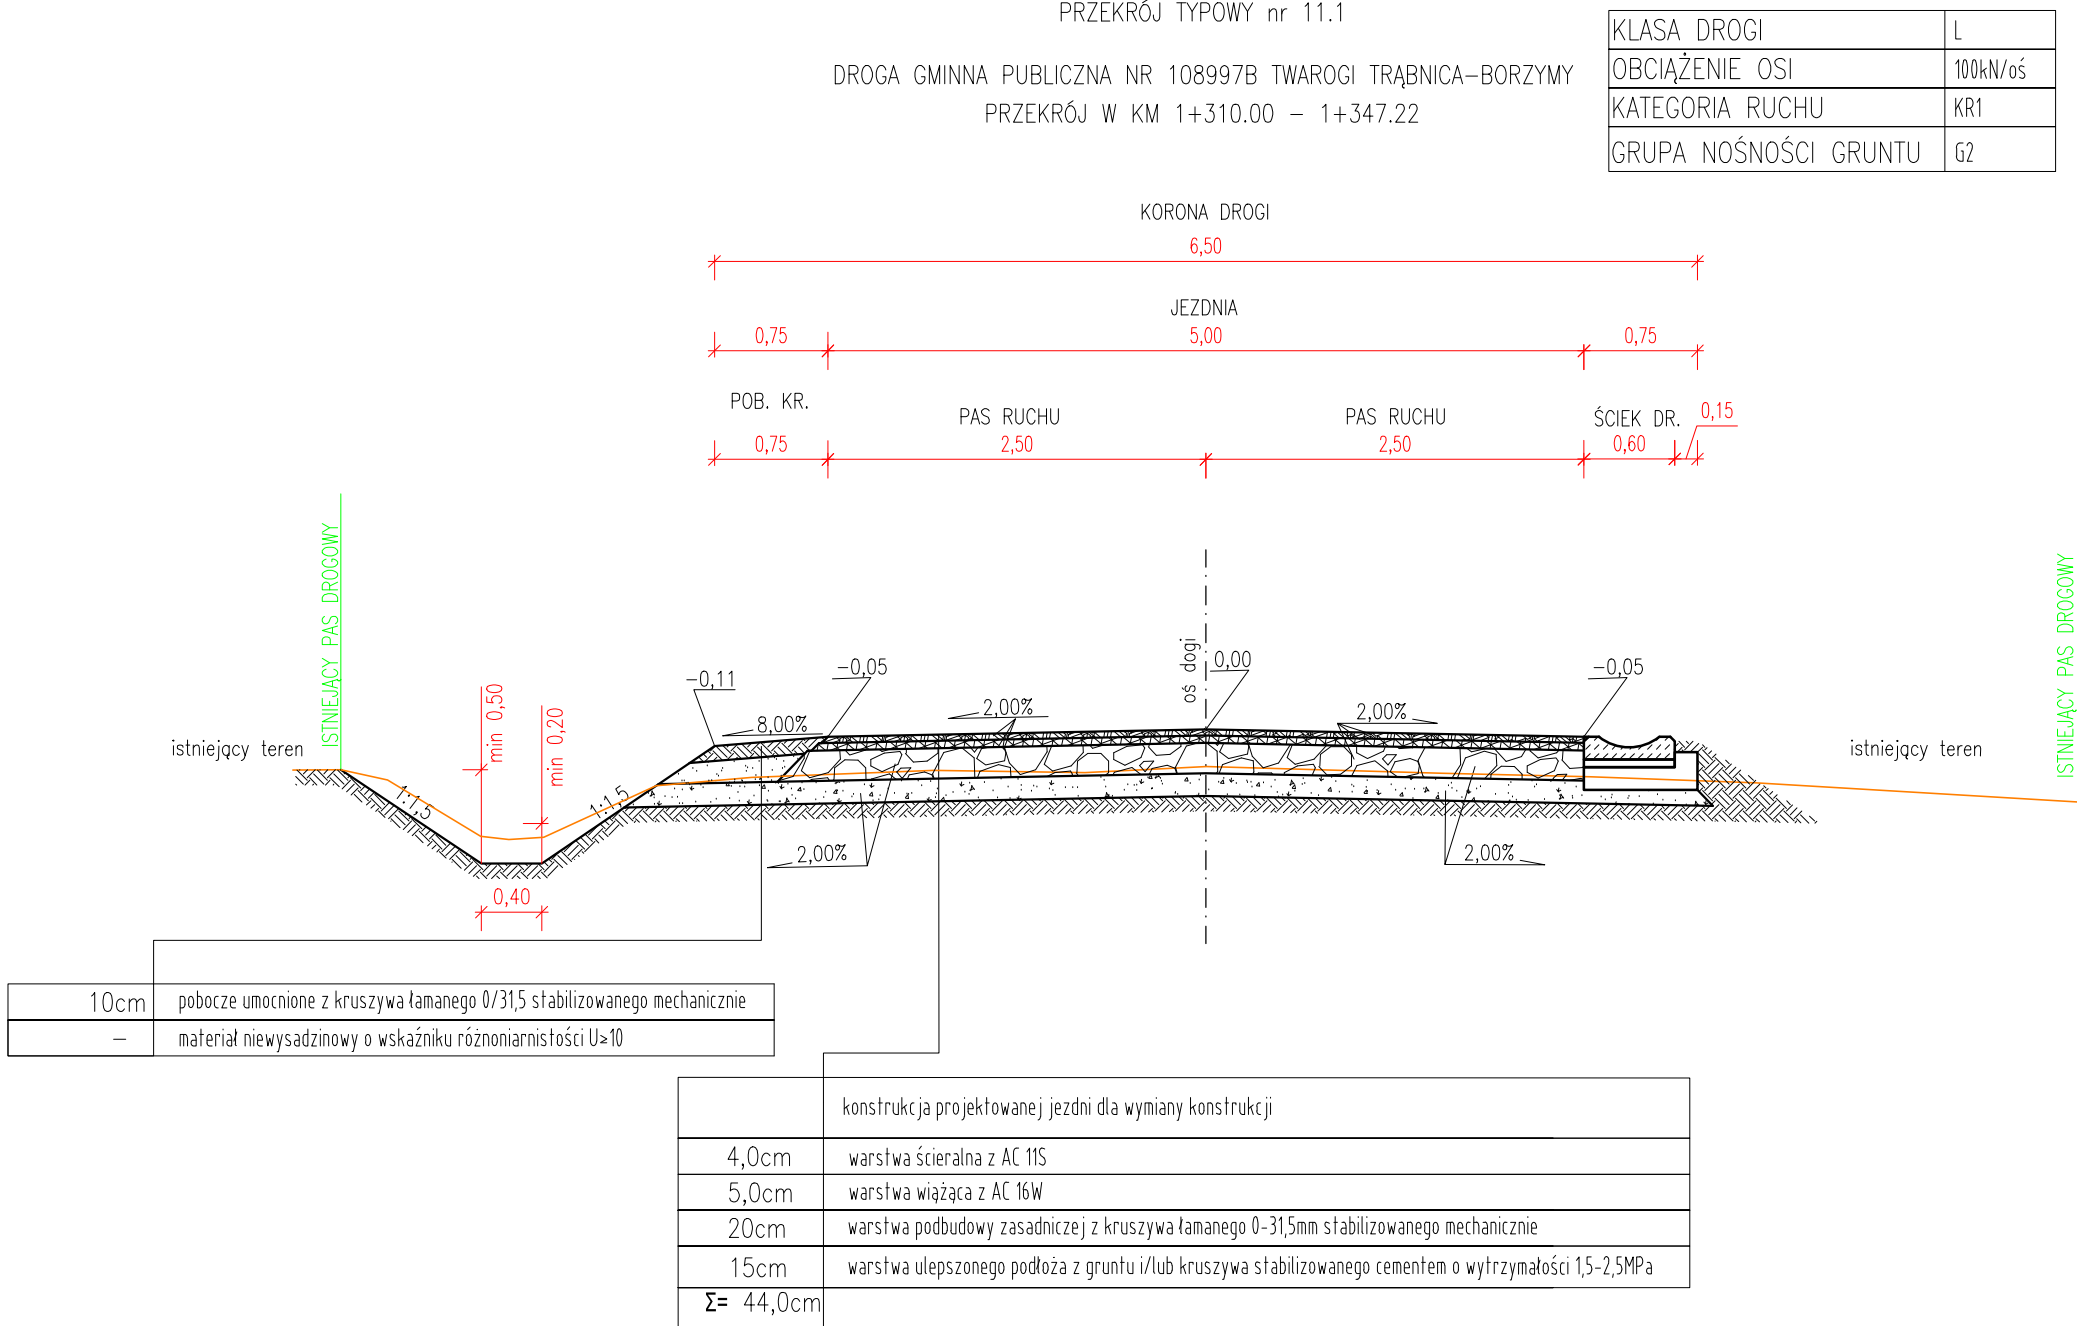 PRZEKRÓJ TYPOWY nr 11.1
DROGA GMINNA PUBLICZNA NR 108997B TWAROGI TRĄBNICA-BORZYMY
PRZEKRÓJ W KM 1+310.00 - 1+347.22
KLASA DROGI L
OBCIĄŻENIE OSI 100kN/oś
KATEGORIA RUCHU KR1
GRUPA NOŚNOŚCI GRUNTU G2
KORONA DROGI
6,50
JEZDNIA
0,75 5,00 0,75
POB. KR. PAS RUCHU PAS RUCHU ŚCIEK DR. 0,15
0,75 2,50 2,50 0,60
ISTNIEJĄCY PAS DROGOWY
ISTNIEJĄCY PAS DROGOWY
oś dogi
-0,11 -0,05 0,00 -0,05
min 0,50
min 0,20
8,00% 2,00% 2,00%
istniejący teren
istniejący teren
1:1,5
1:1,5
2,00% 2,00%
0,40
10cm pobocze umocnione z kruszywa łamanego 0/31,5 stabilizowanego mechanicznie
- materiał niewysadzinowy o wskaźniku różnoniarnistości U≥10
konstrukcja projektowanej jezdni dla wymiany konstrukcji
4,0cm warstwa ścieralna z AC 11S
5,0cm warstwa wiążąca z AC 16W
20cm warstwa podbudowy zasadniczej z kruszywa łamanego 0-31,5mm stabilizowanego mechanicznie
15cm warstwa ulepszonego podłoża z gruntu i/lub kruszywa stabilizowanego cementem o wytrzymałości 1,5-2,5MPa
Σ= 44,0cm